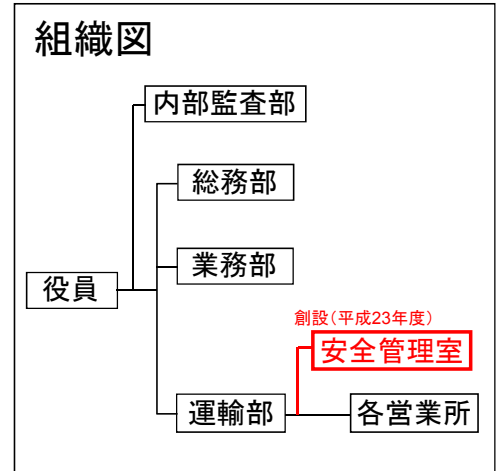 組織図
内部監査部
総務部
業務部
役員
創設(平成23年度)
安全管理室
運輸部
各営業所